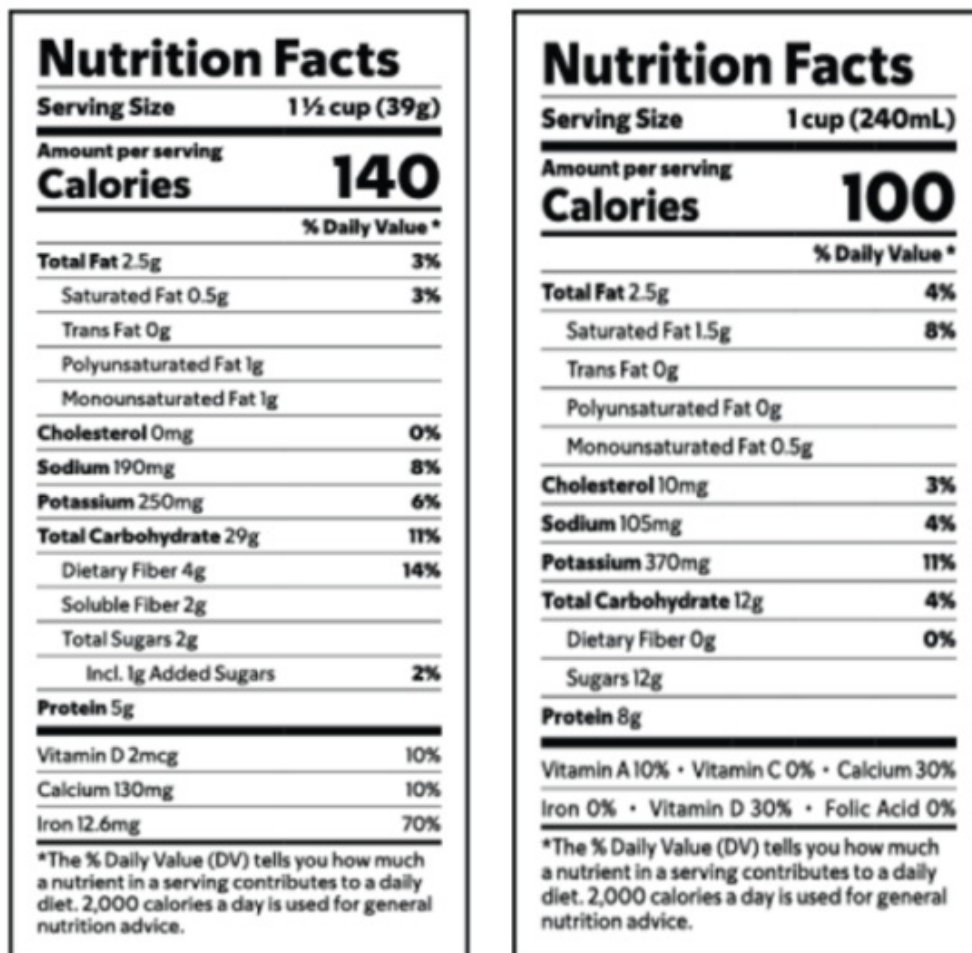 Nutrition Facts
Serving Size 1 ½ cup (39g)
Amount per serving
Calories 140
% Daily Value *
Total Fat 2.5g 3%
Saturated Fat 0.5g 3%
Trans Fat 0g
Polyunsaturated Fat 1g
Monounsaturated Fat 1g
Cholesterol 0mg 0%
Sodium 190mg 8%
Potassium 250mg 6%
Total Carbohydrate 29g 11%
Dietary Fiber 4g 14%
Soluble Fiber 2g
Total Sugars 2g
Incl. 1g Added Sugars 2%
Protein 5g
Vitamin D 2mcg 10%
Calcium 130mg 10%
Iron 12.6mg 70%
*The % Daily Value (DV) tells you how much
a nutrient in a serving contributes to a daily
diet. 2,000 calories a day is used for general
nutrition advice.
Nutrition Facts
Serving Size 1 cup (240mL)
Amount per serving
Calories 100
% Daily Value *
Total Fat 2.5g 4%
Saturated Fat 1.5g 8%
Trans Fat 0g
Polyunsaturated Fat 0g
Monounsaturated Fat 0.5g
Cholesterol 10mg 3%
Sodium 105mg 4%
Potassium 370mg 11%
Total Carbohydrate 12g 4%
Dietary Fiber 0g 0%
Sugars 12g
Protein 8g
Vitamin A 10% • Vitamin C 0% • Calcium 30%
Iron 0% • Vitamin D 30% • Folic Acid 0%
*The % Daily Value (DV) tells you how much
a nutrient in a serving contributes to a daily
diet. 2,000 calories a day is used for general
nutrition advice.